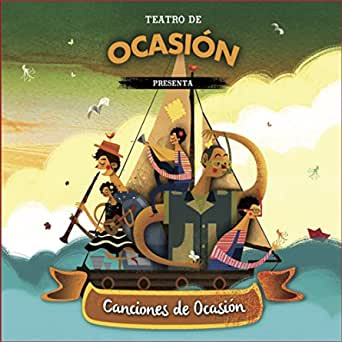 TEATRO DE
OCASIÓN
PRESENTA
Canciones de Ocasión